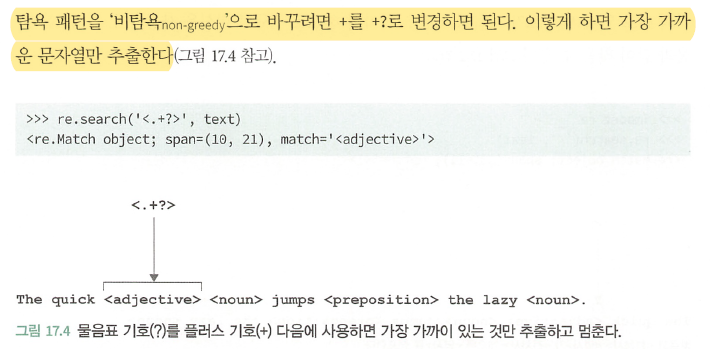 탐욕 패턴을 '비탐욕non-greedy'으로 바꾸려면 +를 +?로 변경하면 된다. 이렇게 하면 가장 가까
운 문자열만 추출한다(그림 17.4 참고).
>>> re.search('<.+?>', text)
<re.Match object; span=(10, 21), match='<adjective>'>
<.+?>
The quick <adjective> <noun> jumps <preposition> the lazy <noun>.
그림 17.4 물음표 기호(?)를 플러스 기호(+) 다음에 사용하면 가장 가까이 있는 것만 추출하고 멈춘다.